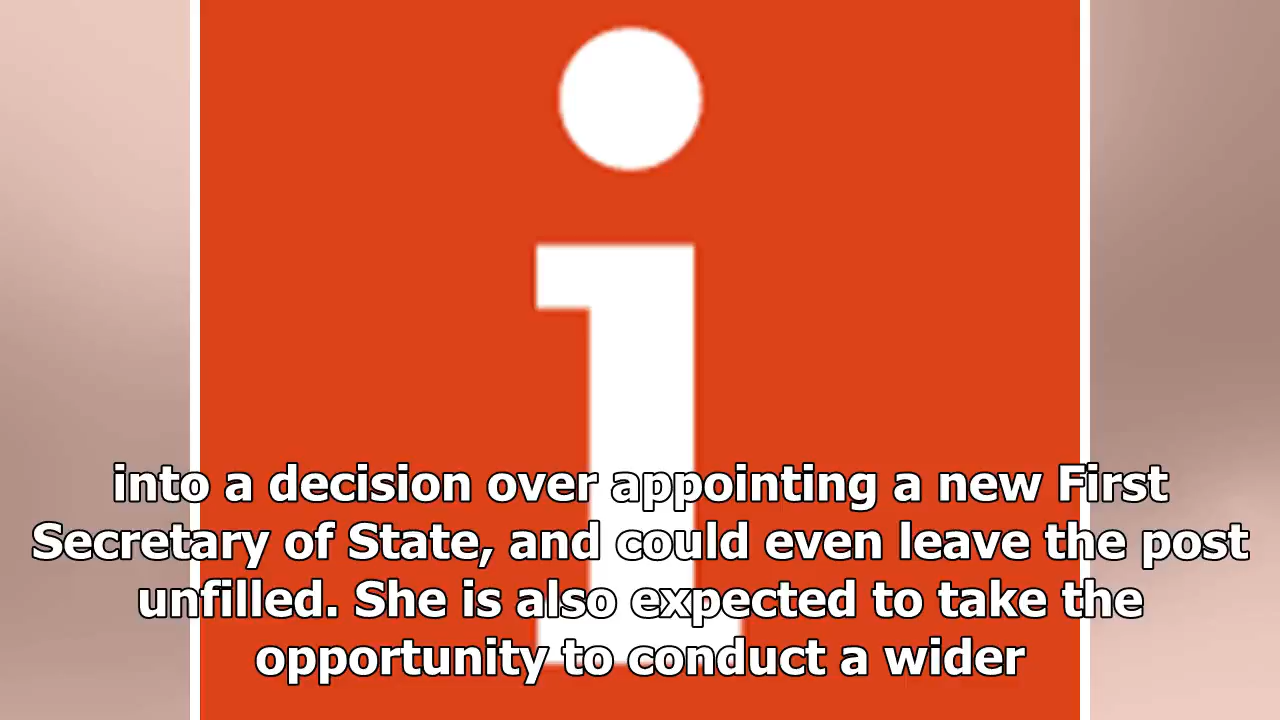 i
into a decision over appointing a new First
Secretary of State, and could even leave the post
unfilled. She is also expected to take the
opportunity to conduct a wider